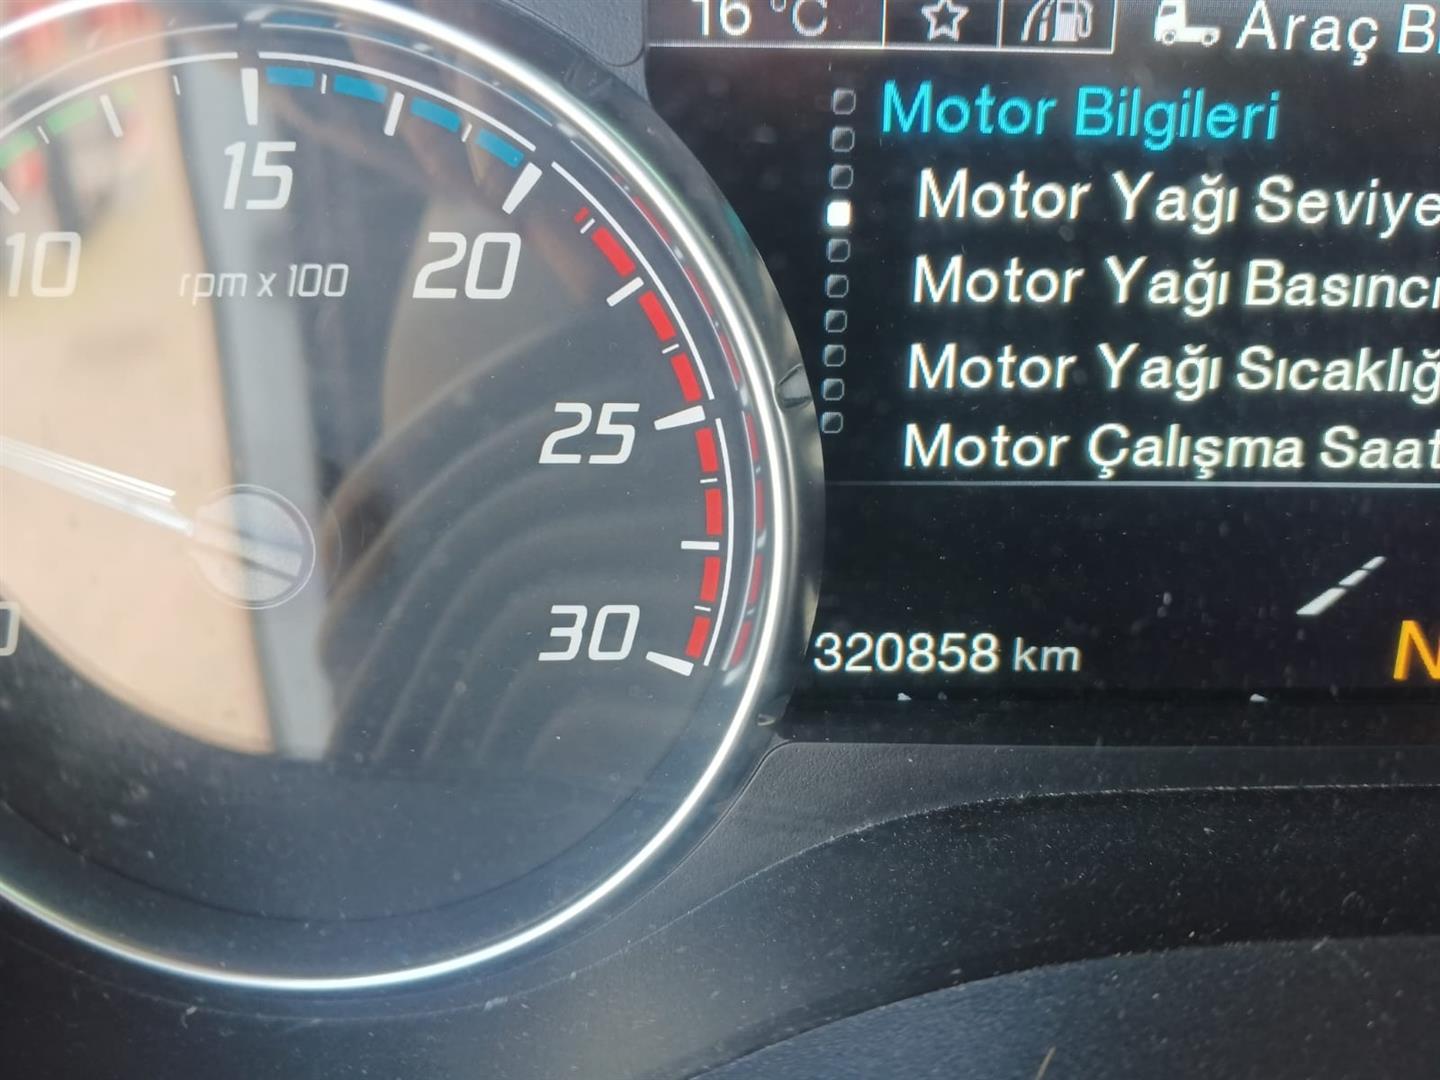 16 °C
Araç B
Motor Bilgileri
Motor Yağı Seviye
Motor Yağı Basıncı
Motor Yağı Sıcaklığ
Motor Çalışma Saat
320858 km
N
10
15
20
25
30
rpm x 100